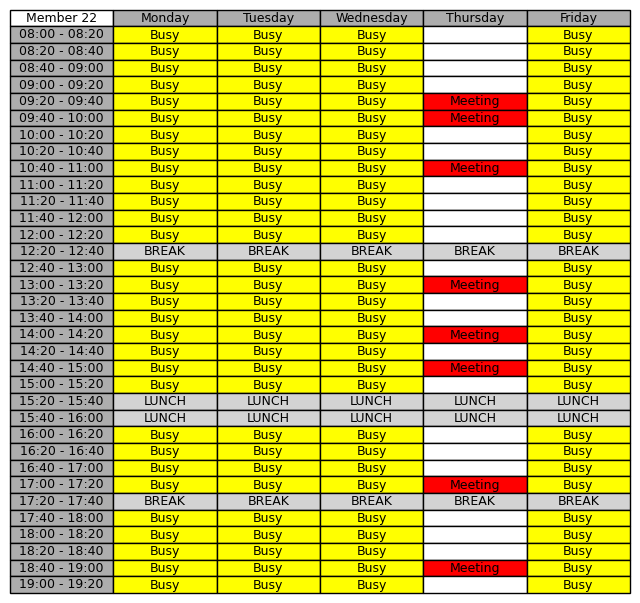 Member 22 Monday Tuesday Wednesday Thursday Friday
08:00 - 08:20 Busy Busy Busy Busy
08:20 - 08:40 Busy Busy Busy Busy
08:40 - 09:00 Busy Busy Busy Busy
09:00 - 09:20 Busy Busy Busy Busy
09:20 - 09:40 Busy Busy Busy Meeting Busy
09:40 - 10:00 Busy Busy Busy Meeting Busy
10:00 - 10:20 Busy Busy Busy Busy
10:20 - 10:40 Busy Busy Busy Busy
10:40 - 11:00 Busy Busy Busy Meeting Busy
11:00 - 11:20 Busy Busy Busy Busy
11:20 - 11:40 Busy Busy Busy Busy
11:40 - 12:00 Busy Busy Busy Busy
12:00 - 12:20 Busy Busy Busy Busy
12:20 - 12:40 BREAK BREAK BREAK BREAK BREAK
12:40 - 13:00 Busy Busy Busy Busy
13:00 - 13:20 Busy Busy Busy Meeting Busy
13:20 - 13:40 Busy Busy Busy Busy
13:40 - 14:00 Busy Busy Busy Busy
14:00 - 14:20 Busy Busy Busy Meeting Busy
14:20 - 14:40 Busy Busy Busy Busy
14:40 - 15:00 Busy Busy Busy Meeting Busy
15:00 - 15:20 Busy Busy Busy Busy
15:20 - 15:40 LUNCH LUNCH LUNCH LUNCH LUNCH
15:40 - 16:00 LUNCH LUNCH LUNCH LUNCH LUNCH
16:00 - 16:20 Busy Busy Busy Busy
16:20 - 16:40 Busy Busy Busy Busy
16:40 - 17:00 Busy Busy Busy Busy
17:00 - 17:20 Busy Busy Busy Meeting Busy
17:20 - 17:40 BREAK BREAK BREAK BREAK BREAK
17:40 - 18:00 Busy Busy Busy Busy
18:00 - 18:20 Busy Busy Busy Busy
18:20 - 18:40 Busy Busy Busy Busy
18:40 - 19:00 Busy Busy Busy Meeting Busy
19:00 - 19:20 Busy Busy Busy Busy